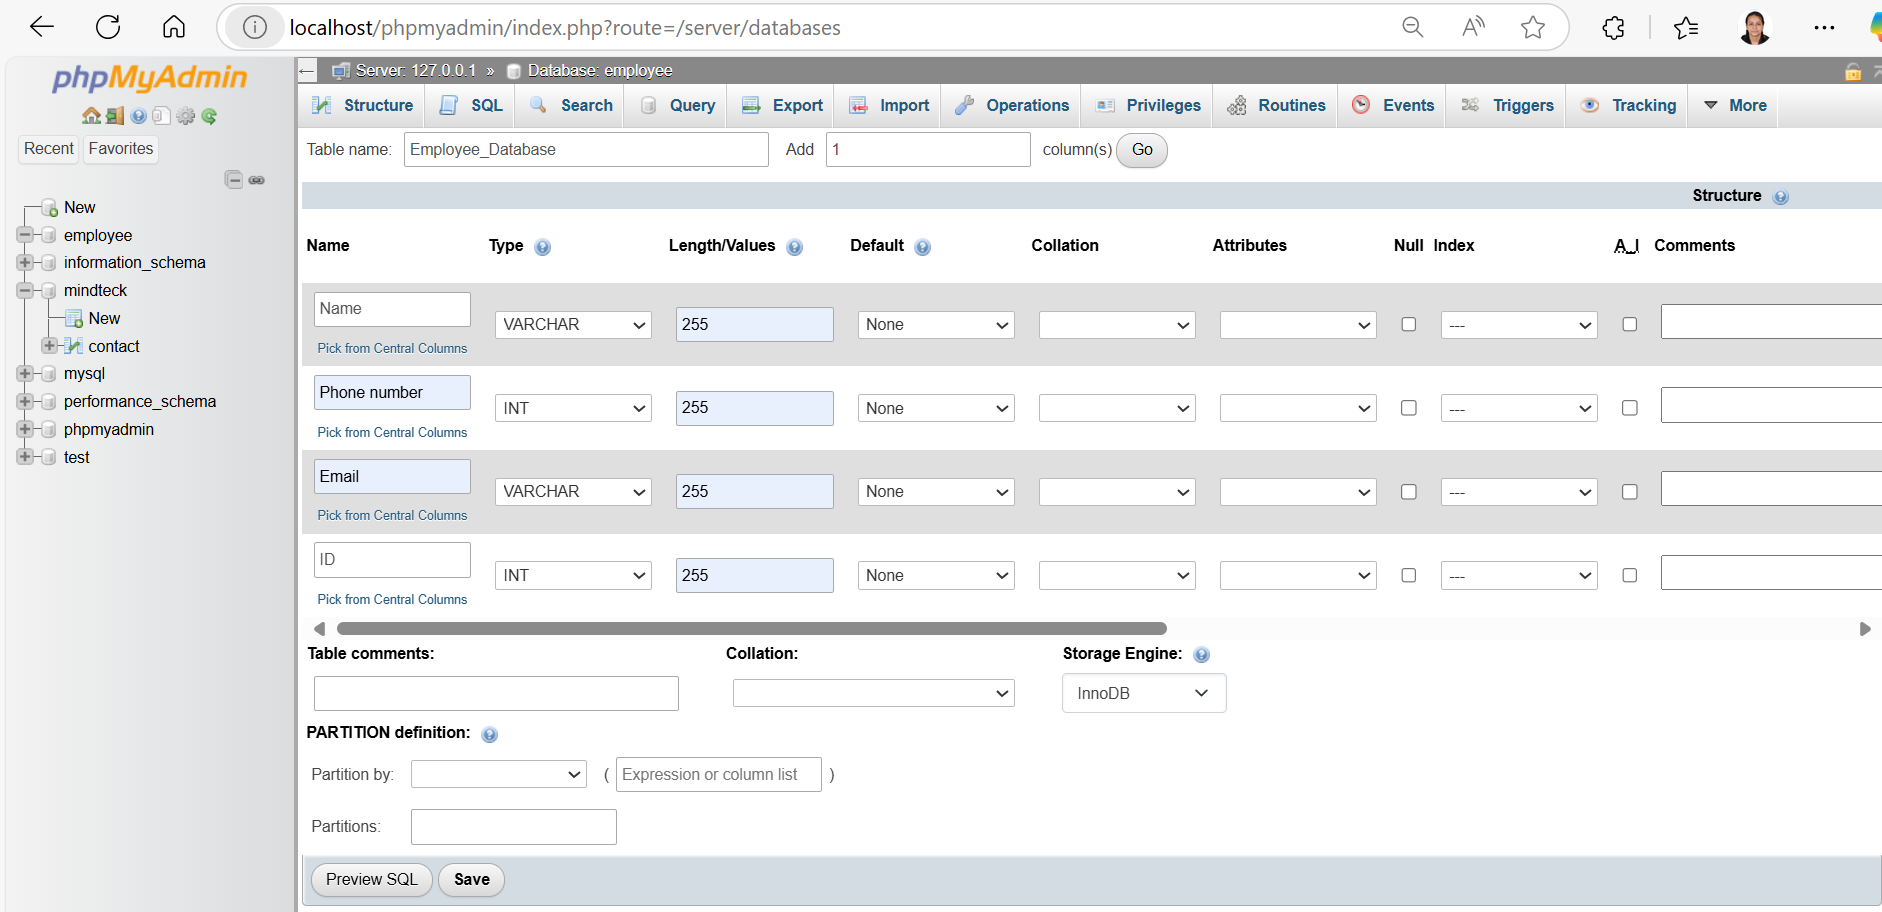 localhost/phpmyadmin/index.php?route=/server/databases
phpMyAdmin
Recent Favorites
New
employee
information_schema
mindteck
New
contact
mysql
performance_schema
phpmyadmin
test
Server: 127.0.0.1 » Database: employee
Structure SQL Search Query Export Import Operations Privileges Routines Events Triggers Tracking More
Table name: Employee_Database Add 1 column(s) Go
Structure
Name Type Length/Values Default Collation Attributes Null Index A_I Comments
Name VARCHAR 255 None ---
Pick from Central Columns
Phone number INT 255 None ---
Pick from Central Columns
Email VARCHAR 255 None ---
Pick from Central Columns
ID INT 255 None ---
Pick from Central Columns
Table comments: Collation: Storage Engine:
InnoDB
PARTITION definition:
Partition by: ( Expression or column list )
Partitions:
Preview SQL Save